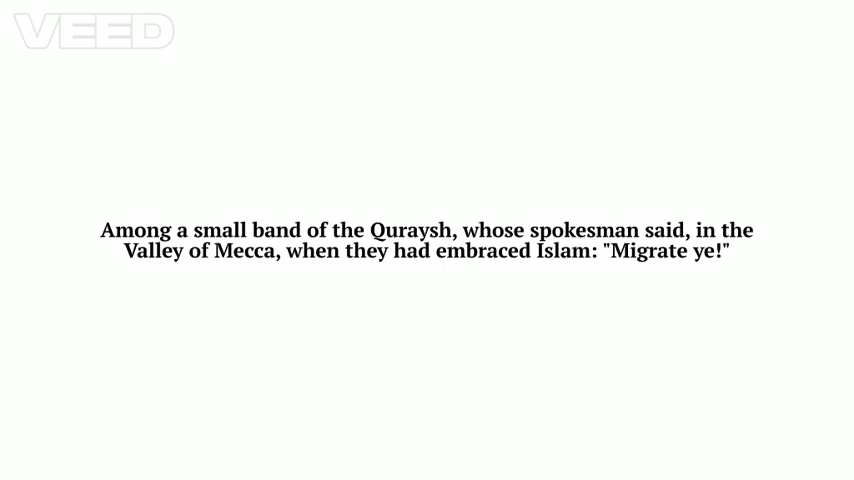 VEED
Among a small band of the Quraysh, whose spokesman said, in the
Valley of Mecca, when they had embraced Islam: "Migrate ye!"